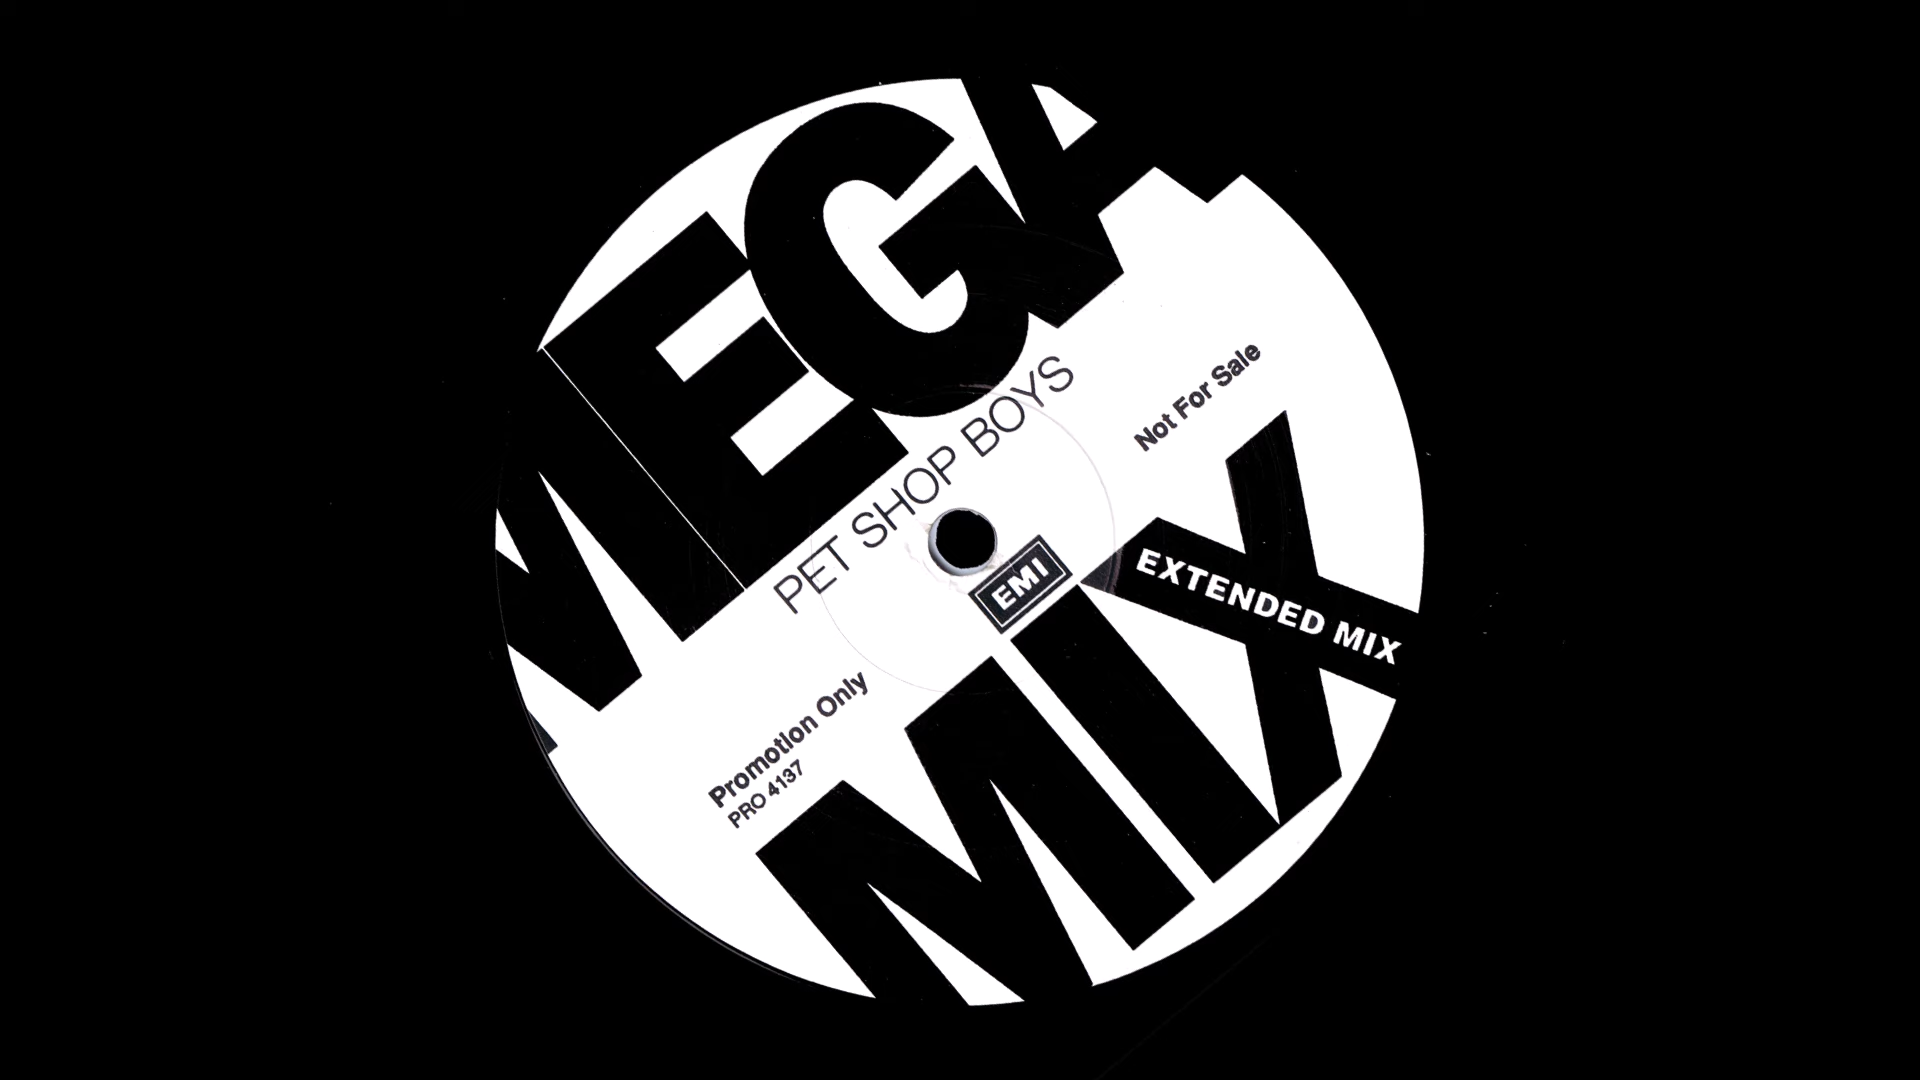 MEGA
PET SHOP BOYS
Not For Sale
EMI
EXTENDED MIX
Promotion Only
PRO 4137
MIX